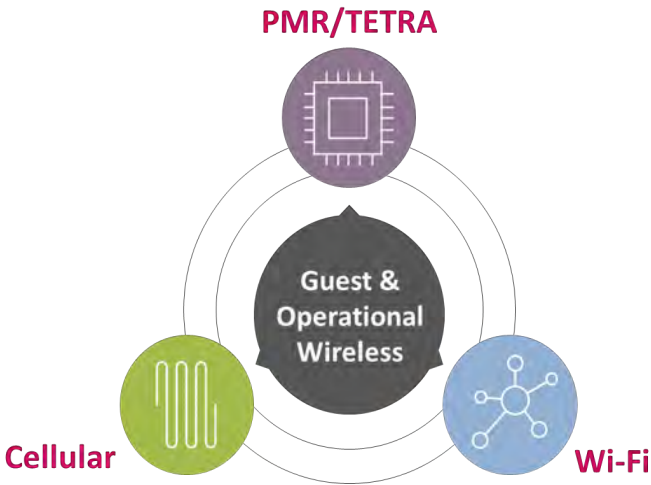 PMR/TETRA
Guest &
Operational
Wireless
Cellular
Wi-Fi